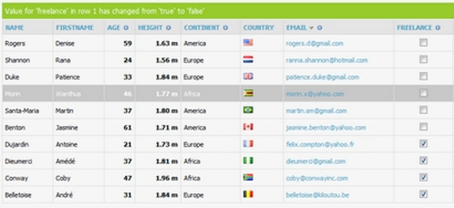 Value for 'freelance' in row 1 has changed from 'true' to 'false'
NAME FIRSTNAME AGE HEIGHT CONTINENT COUNTRY EMAIL FREELANCE
Rogers Denise 59 1.63 m America rogers.d@gmail.com
Shannon Rana 24 1.56 m Europe ranna.shannon@hotmail.com
Duke Patience 33 1.84 m Europe patience.duke@gmail.com
Morin Xianthus 46 1.77 m Africa morin.x@yahoo.com
Santa-Maria Martin 37 1.80 m America martin.sm@gmail.com
Benton Jasmine 61 1.71 m America jasmine.benton@yahoo.com
Dujardin Antoine 21 1.73 m Europe felix.compton@yahoo.fr
Dieumerci Amédé 37 1.81 m Africa dieumerci@gmail.com
Conway Coby 47 1.96 m Africa coby@conwayinc.com
Belletoise André 31 1.84 m Europe belletoise@kiloutou.be